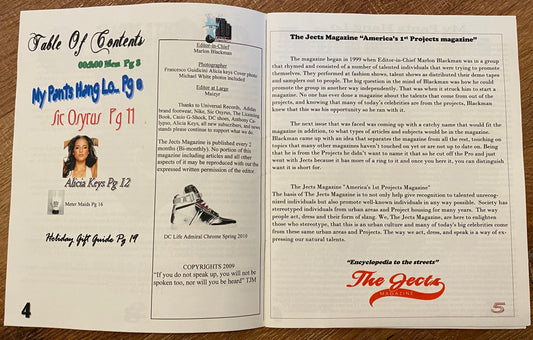 Table Of Contents
Men Pg 8
My Pants Hang Lo.. Pg 9
Sic Osyrus Pg 11
Alicia Keys Pg 12
Meter Maids Pg 16
Holiday Gift Guide Pg 19
4
Editor-in-Chief
Marlon Blackman
Photographer
Francesco Guidicini Alicia keys Cover photo
Michael White photos included
Editor at Large
Maizye
Thanks to Universal Records, Adidas
brand footwear, Nike, Sic Osyrus, The Licensing
Book, Casio G-Shock, DC shoes, Anthony Ca-
lypso, Alicia Keys, all new subscribers, and news
stands please continue to support what we do.
The Jects Magazine is published every 2
months (Bi-monthly). No portion of this
magazine including articles and all other
aspects of it may be reproduced without the
expressed written permission of the editor.
DC Life Admiral Chrome Spring 2010
COPYRIGHTS 2009
"If you do not speak up, you will not be
spoken too, nor will you be heard" TJM
The Jects Magazine "America's 1st Projects magazine"
The magazine began in 1999 when Editor-in-Chief Marlon Blackman was in a group
that rhymed and consisted of a number of talented individuals that were trying to promote
themselves. They performed at fashion shows, talent shows as distributed their demo tapes
and samplers out to people. The big question in the mind of Blackman was how he could
promote the group in another way independently. That was when it struck him to start a
magazine. No one has ever done a magazine about the talents that come from out of the
projects, and knowing that many of today's celebrities are from the projects, Blackman
knew that this was his opportunity so he ran with it.
The next issue that was faced was coming up with a catchy name that would fit the
magazine in addition, to what types of articles and subjects would be in the magazine.
Blackman came up with an idea that separates the magazine from all the rest, touching on
topics that many other magazines haven't touched on yet or are not up to date on. Being
that he is from the Projects he didn't want to name it that so he cut off the Pro and just
went with Jects because it has more of a ring to it and once you here it, you can distinguish
want it is short for.
The Jects Magazine "America's 1st Projects Magazine"
The basis of The Jects Magazine is to not only help give recognition to talented unrecog-
nized individuals but also promote well-known individuals in any way possible. Society has
stereotyped individuals from urban areas and Project housing for many years. The way
people act, dress and their form of slang. We, The Jects Magazine, are here to enlighten
those who stereotype, that this is an urban culture and many of today's big celebrities come
from these same urban areas and Projects. The way we act, dress, and speak is a way of ex-
pressing our natural talents.
"Encyclopedia to the streets"
The Jects
MAGAZINE
5